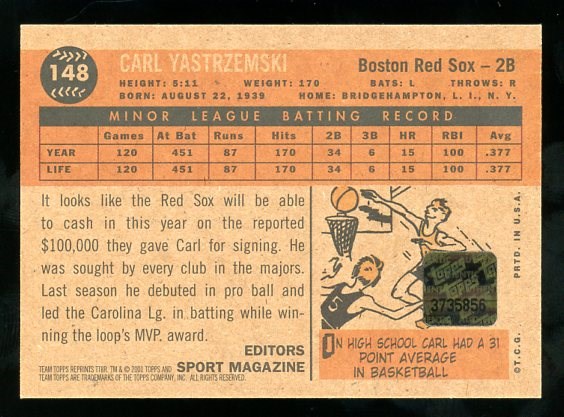 148
CARL YASTRZEMSKI
Boston Red Sox – 2B
HEIGHT: 5:11 WEIGHT: 170 BATS: L THROWS: R
BORN: AUGUST 22, 1939 HOME: BRIDGEHAMPTON, L. I., N. Y.
MINOR LEAGUE BATTING RECORD
Games At Bat Runs Hits 2B 3B HR RBI Avg
YEAR 120 451 87 170 34 6 15 100 .377
LIFE 120 451 87 170 34 6 15 100 .377
It looks like the Red Sox will be able
to cash in this year on the reported
$100,000 they gave Carl for signing. He
was sought by every club in the majors.
Last season he debuted in pro ball and
led the Carolina Lg. in batting while win-
ning the loop's MVP. award.
EDITORS
SPORT MAGAZINE
TEAM TOPPS REPRINTS TTR. TM & © 2001 TOPPS AND
TEAM TOPPS ARE TRADEMARKS OF THE TOPPS COMPANY, INC. ALL RIGHTS RESERVED.
5
3735856
IN HIGH SCHOOL CARL HAD A 31
POINT AVERAGE
IN BASKETBALL
©T.C.G. PRTD. IN U.S.A.